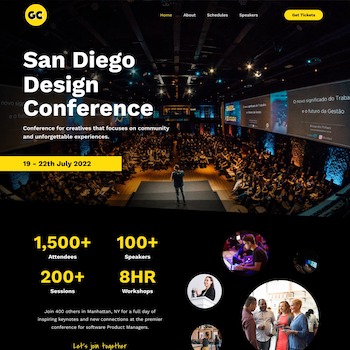 GC
Home
About
Schedules
Speakers
Get Tickets
San Diego
Design
Conference
Conference for creatives that focuses on community
and unforgettable experiences.
19 - 22th July 2022
O novo significado do Traba
e o futuro da Gestão
1,500+
Attendees
100+
Speakers
200+
Sessions
8HR
Workshops
Join 400 others in Manhattan, NY for a full day of
inspiring keynotes and new connections at the premier
conference for software Product Managers.
Let's join together